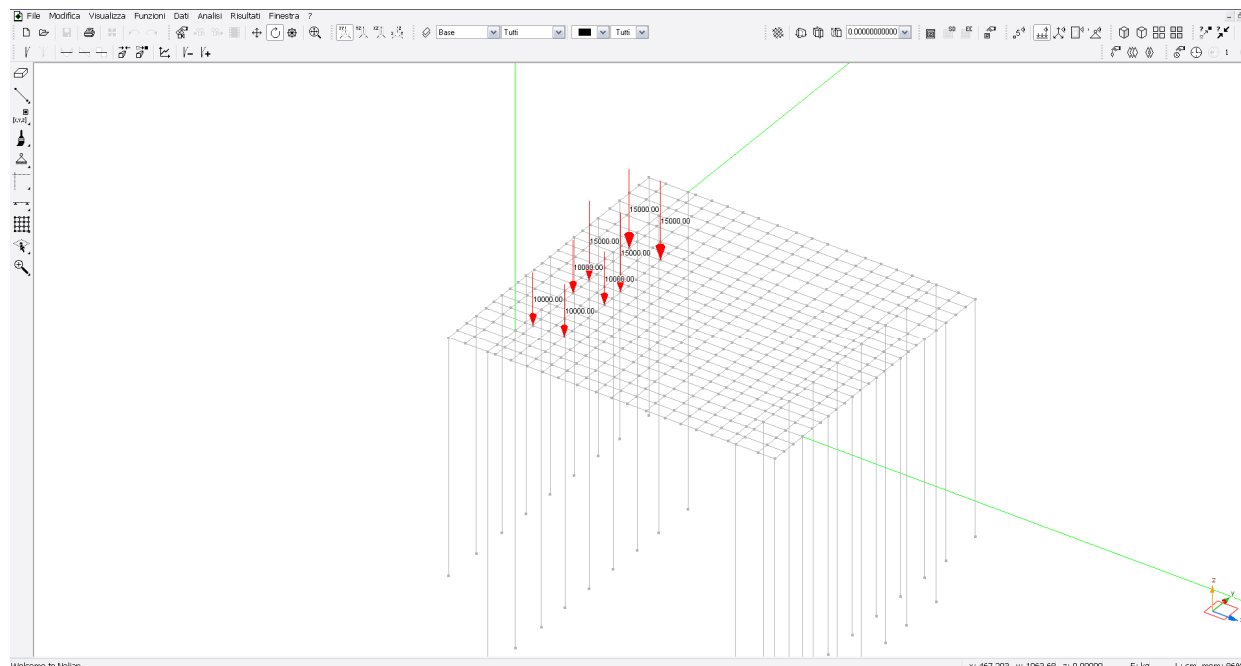 File Modifica Visualizza Funzioni Dati Analisi Risultati Finestra ?
Base Tutti Tutti 0.00000000000
1
15000.00
15000.00
15000.00
15000.00
10000.00
10000.00
10000.00
10000.00
z
y
Welcome to Nolian